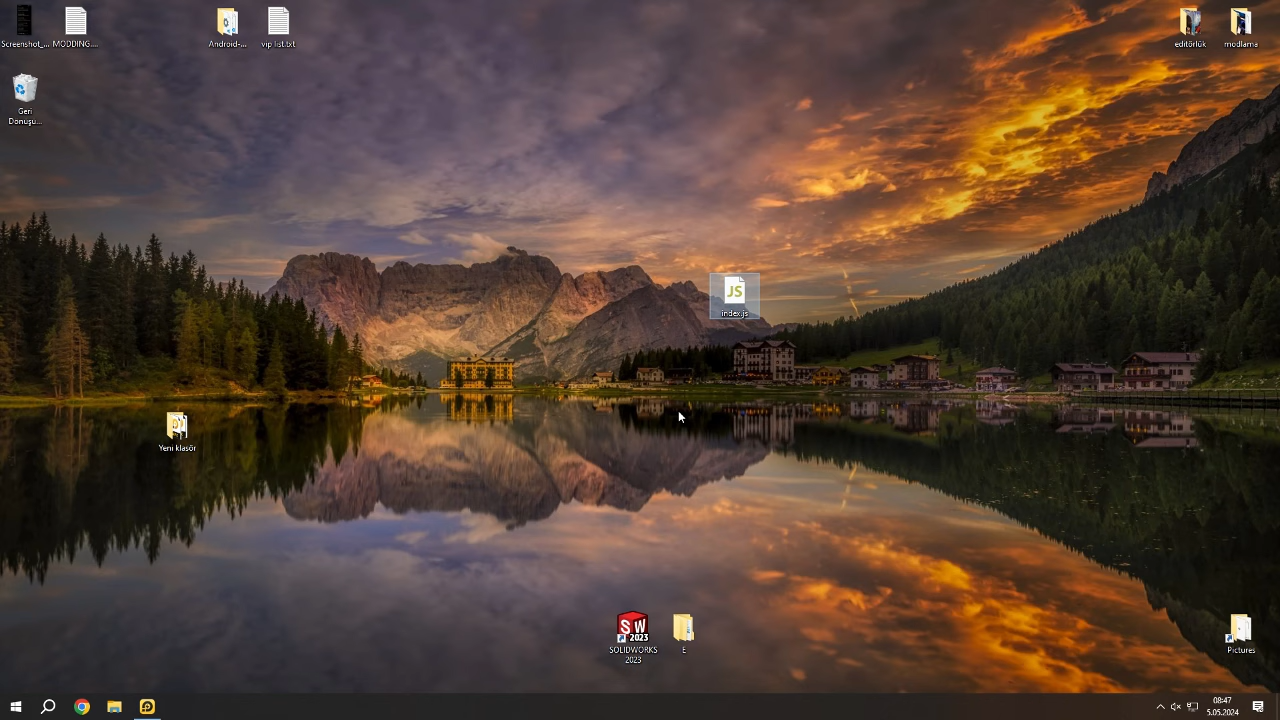 Screenshot_...
MODDING....
Android-...
vip list.txt
editörlük
modlama
Geri
Dönüşü...
JS
index.js
Yeni klasör
SW
2023
SOLIDWORKS
2023
E
Pictures
08:47
5.05.2024